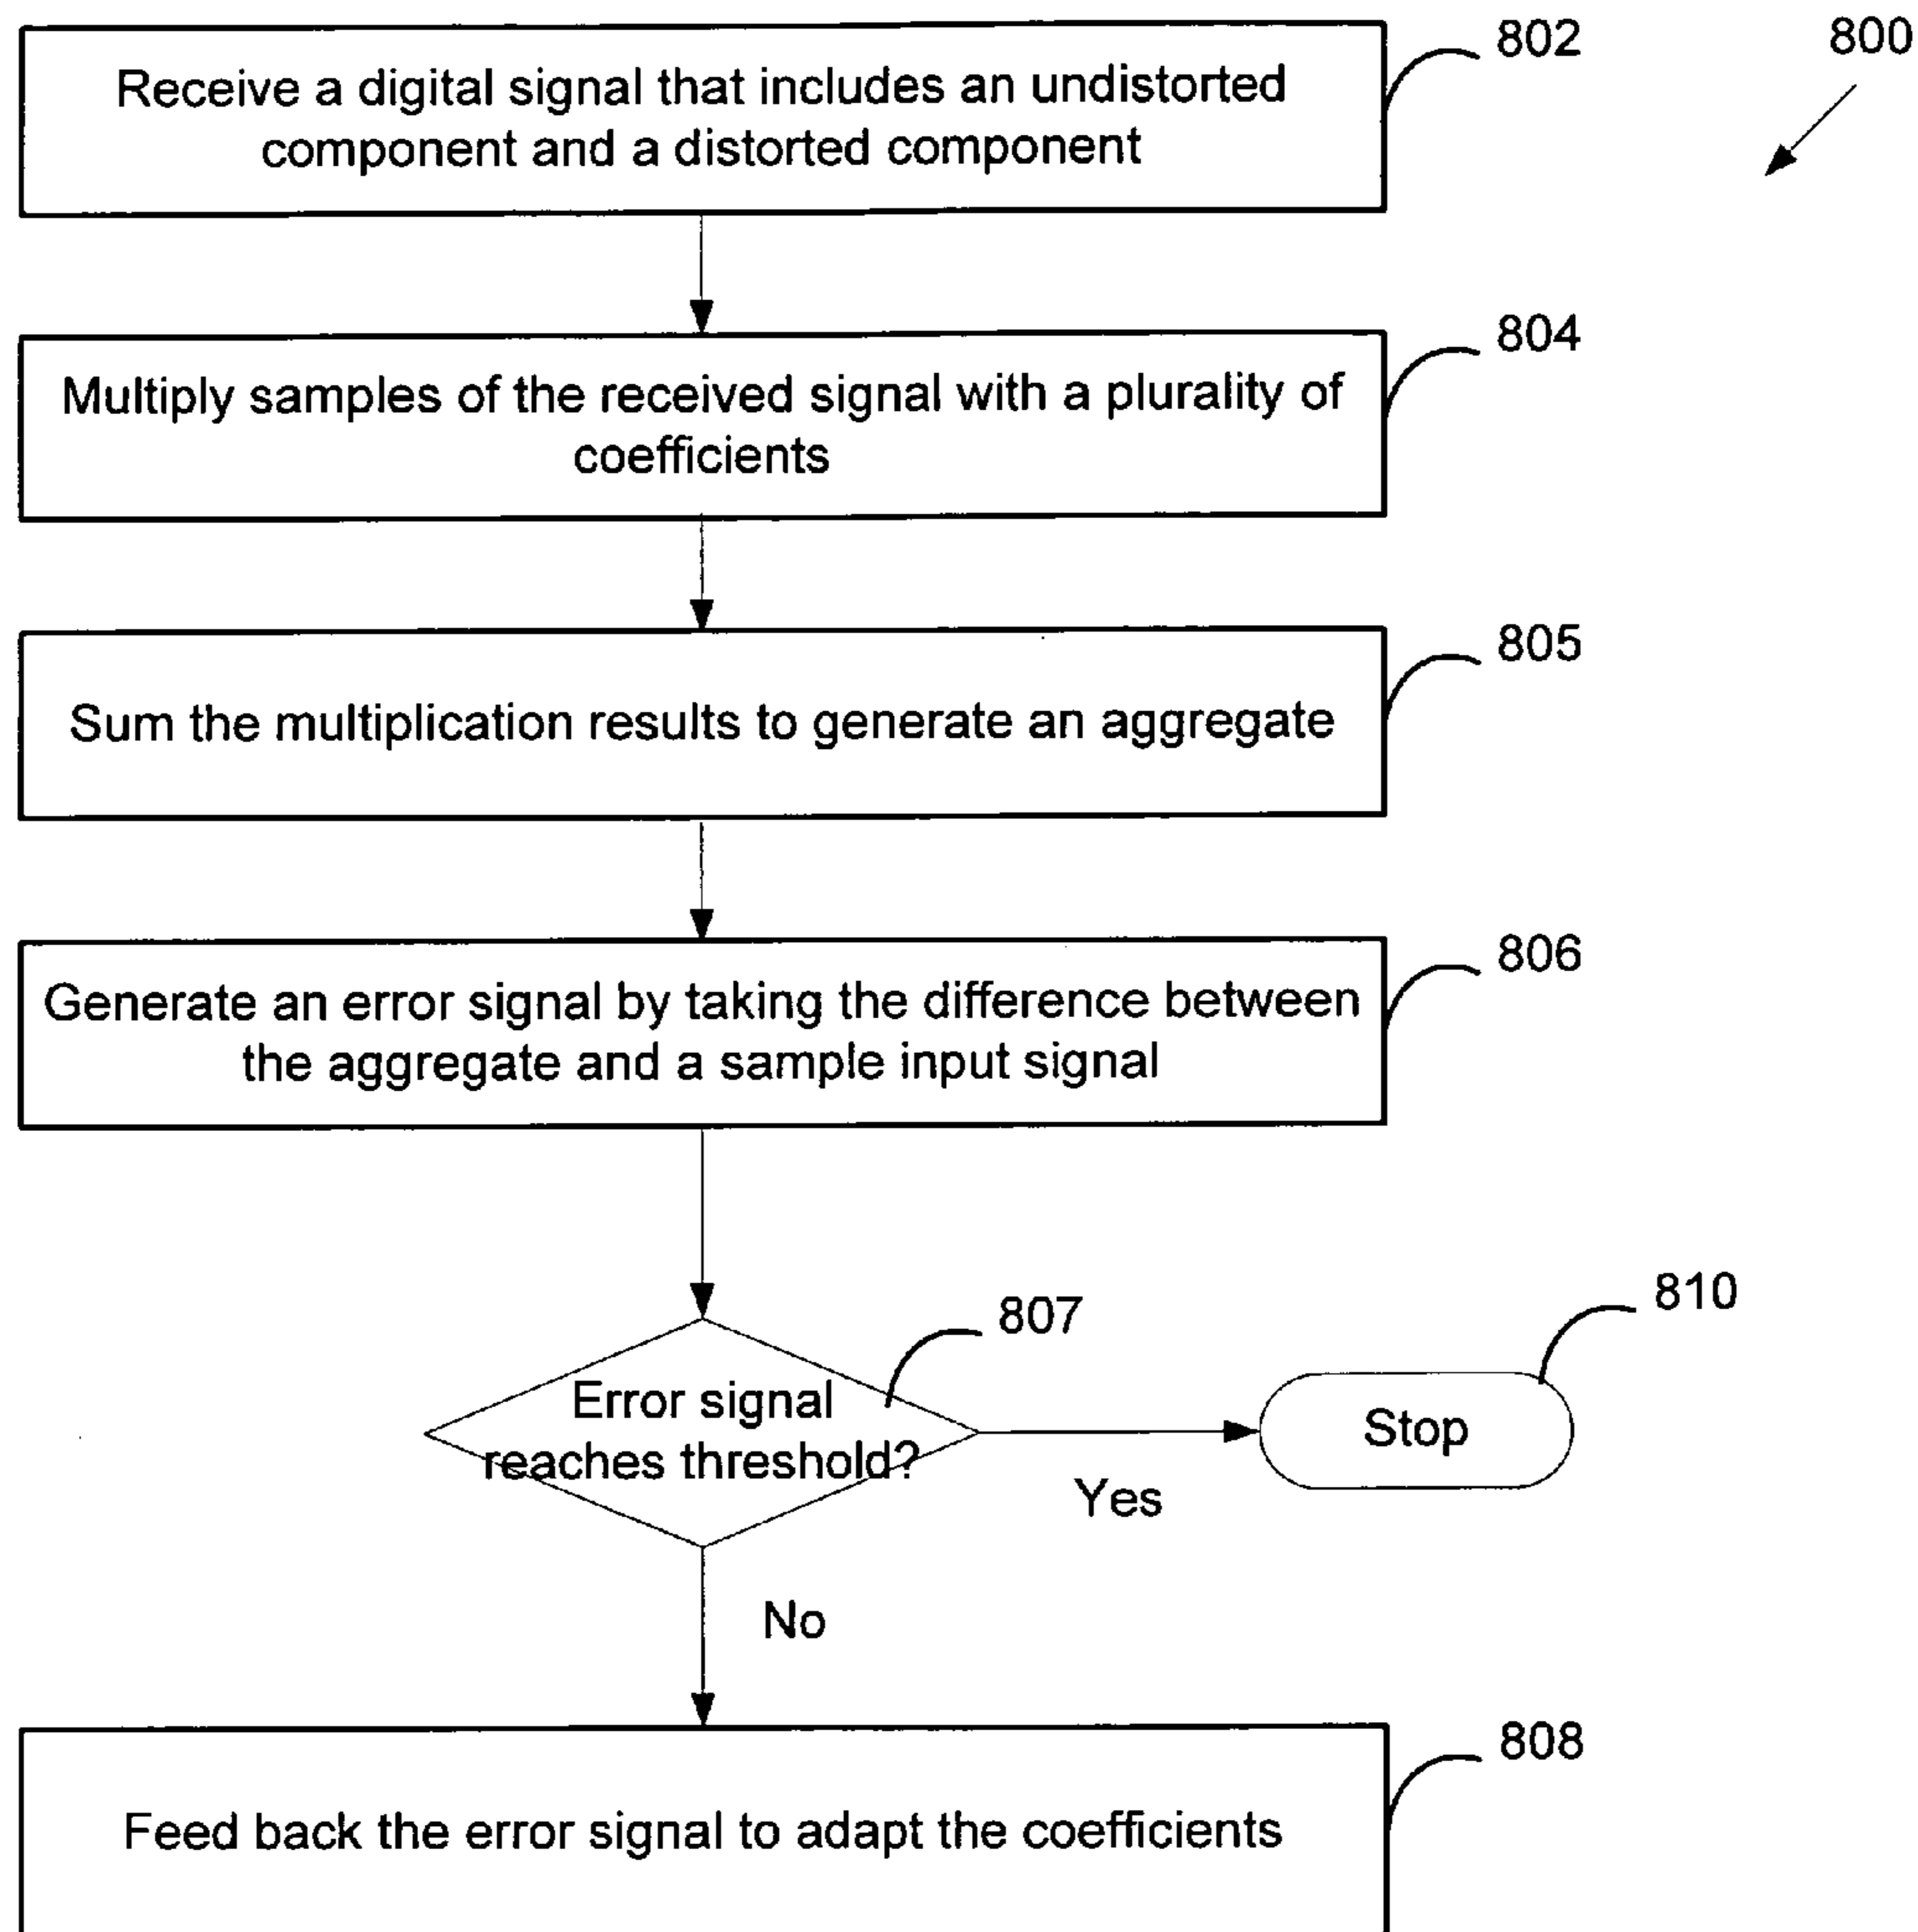 802
800
Receive a digital signal that includes an undistorted
component and a distorted component
804
Multiply samples of the received signal with a plurality of
coefficients
805
Sum the multiplication results to generate an aggregate
806
Generate an error signal by taking the difference between
the aggregate and a sample input signal
807
810
Error signal
reaches threshold?
Stop
Yes
No
808
Feed back the error signal to adapt the coefficients